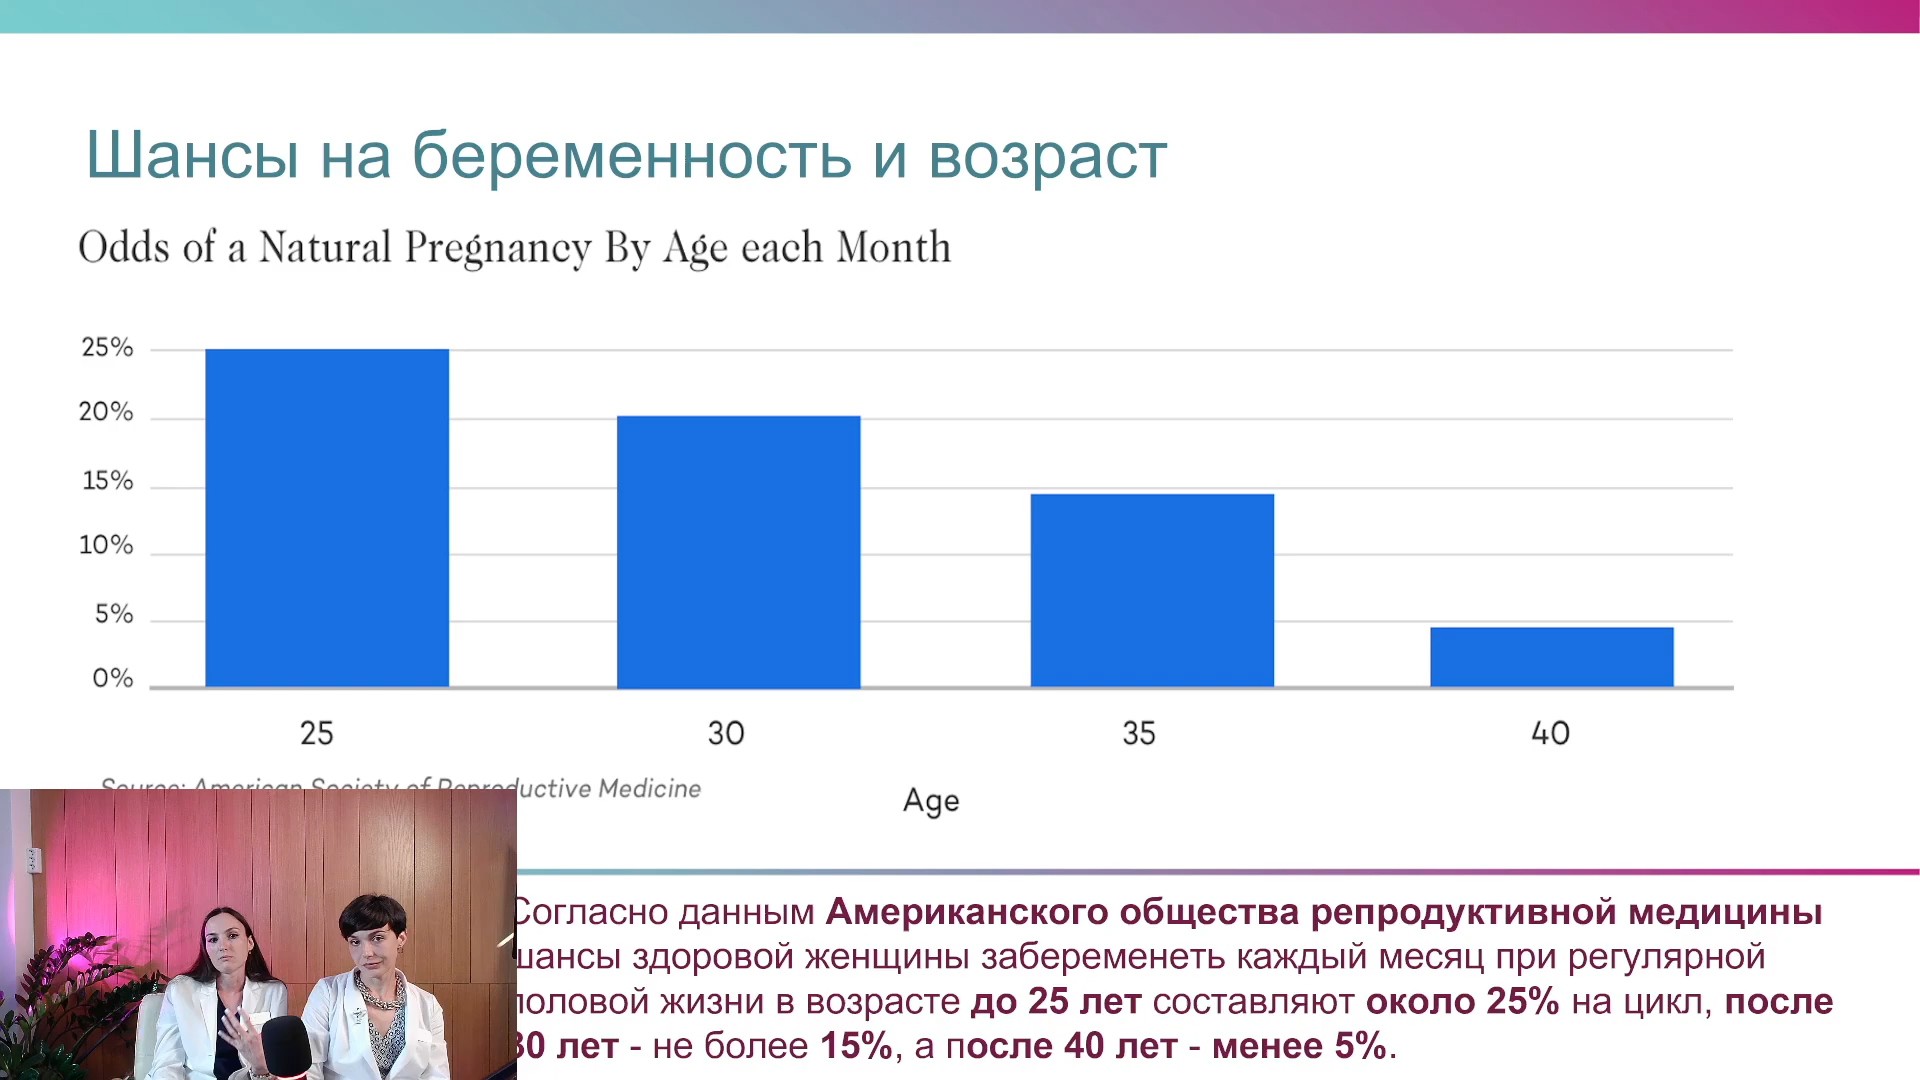 Шансы на беременность и возраст
Odds of a Natural Pregnancy By Age each Month
25%
20%
15%
10%
5%
0%
25 30 35 40
Source: American Society of Reproductive Medicine
Age
Согласно данным Американского общества репродуктивной медицины
шансы здоровой женщины забеременеть каждый месяц при регулярной
половой жизни в возрасте до 25 лет составляют около 25% на цикл, после
30 лет - не более 15%, а после 40 лет - менее 5%.